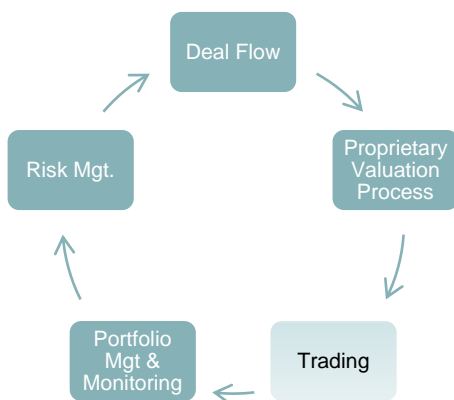 Deal Flow
Proprietary
Valuation
Process
Trading
Portfolio
Mgt &
Monitoring
Risk Mgt.